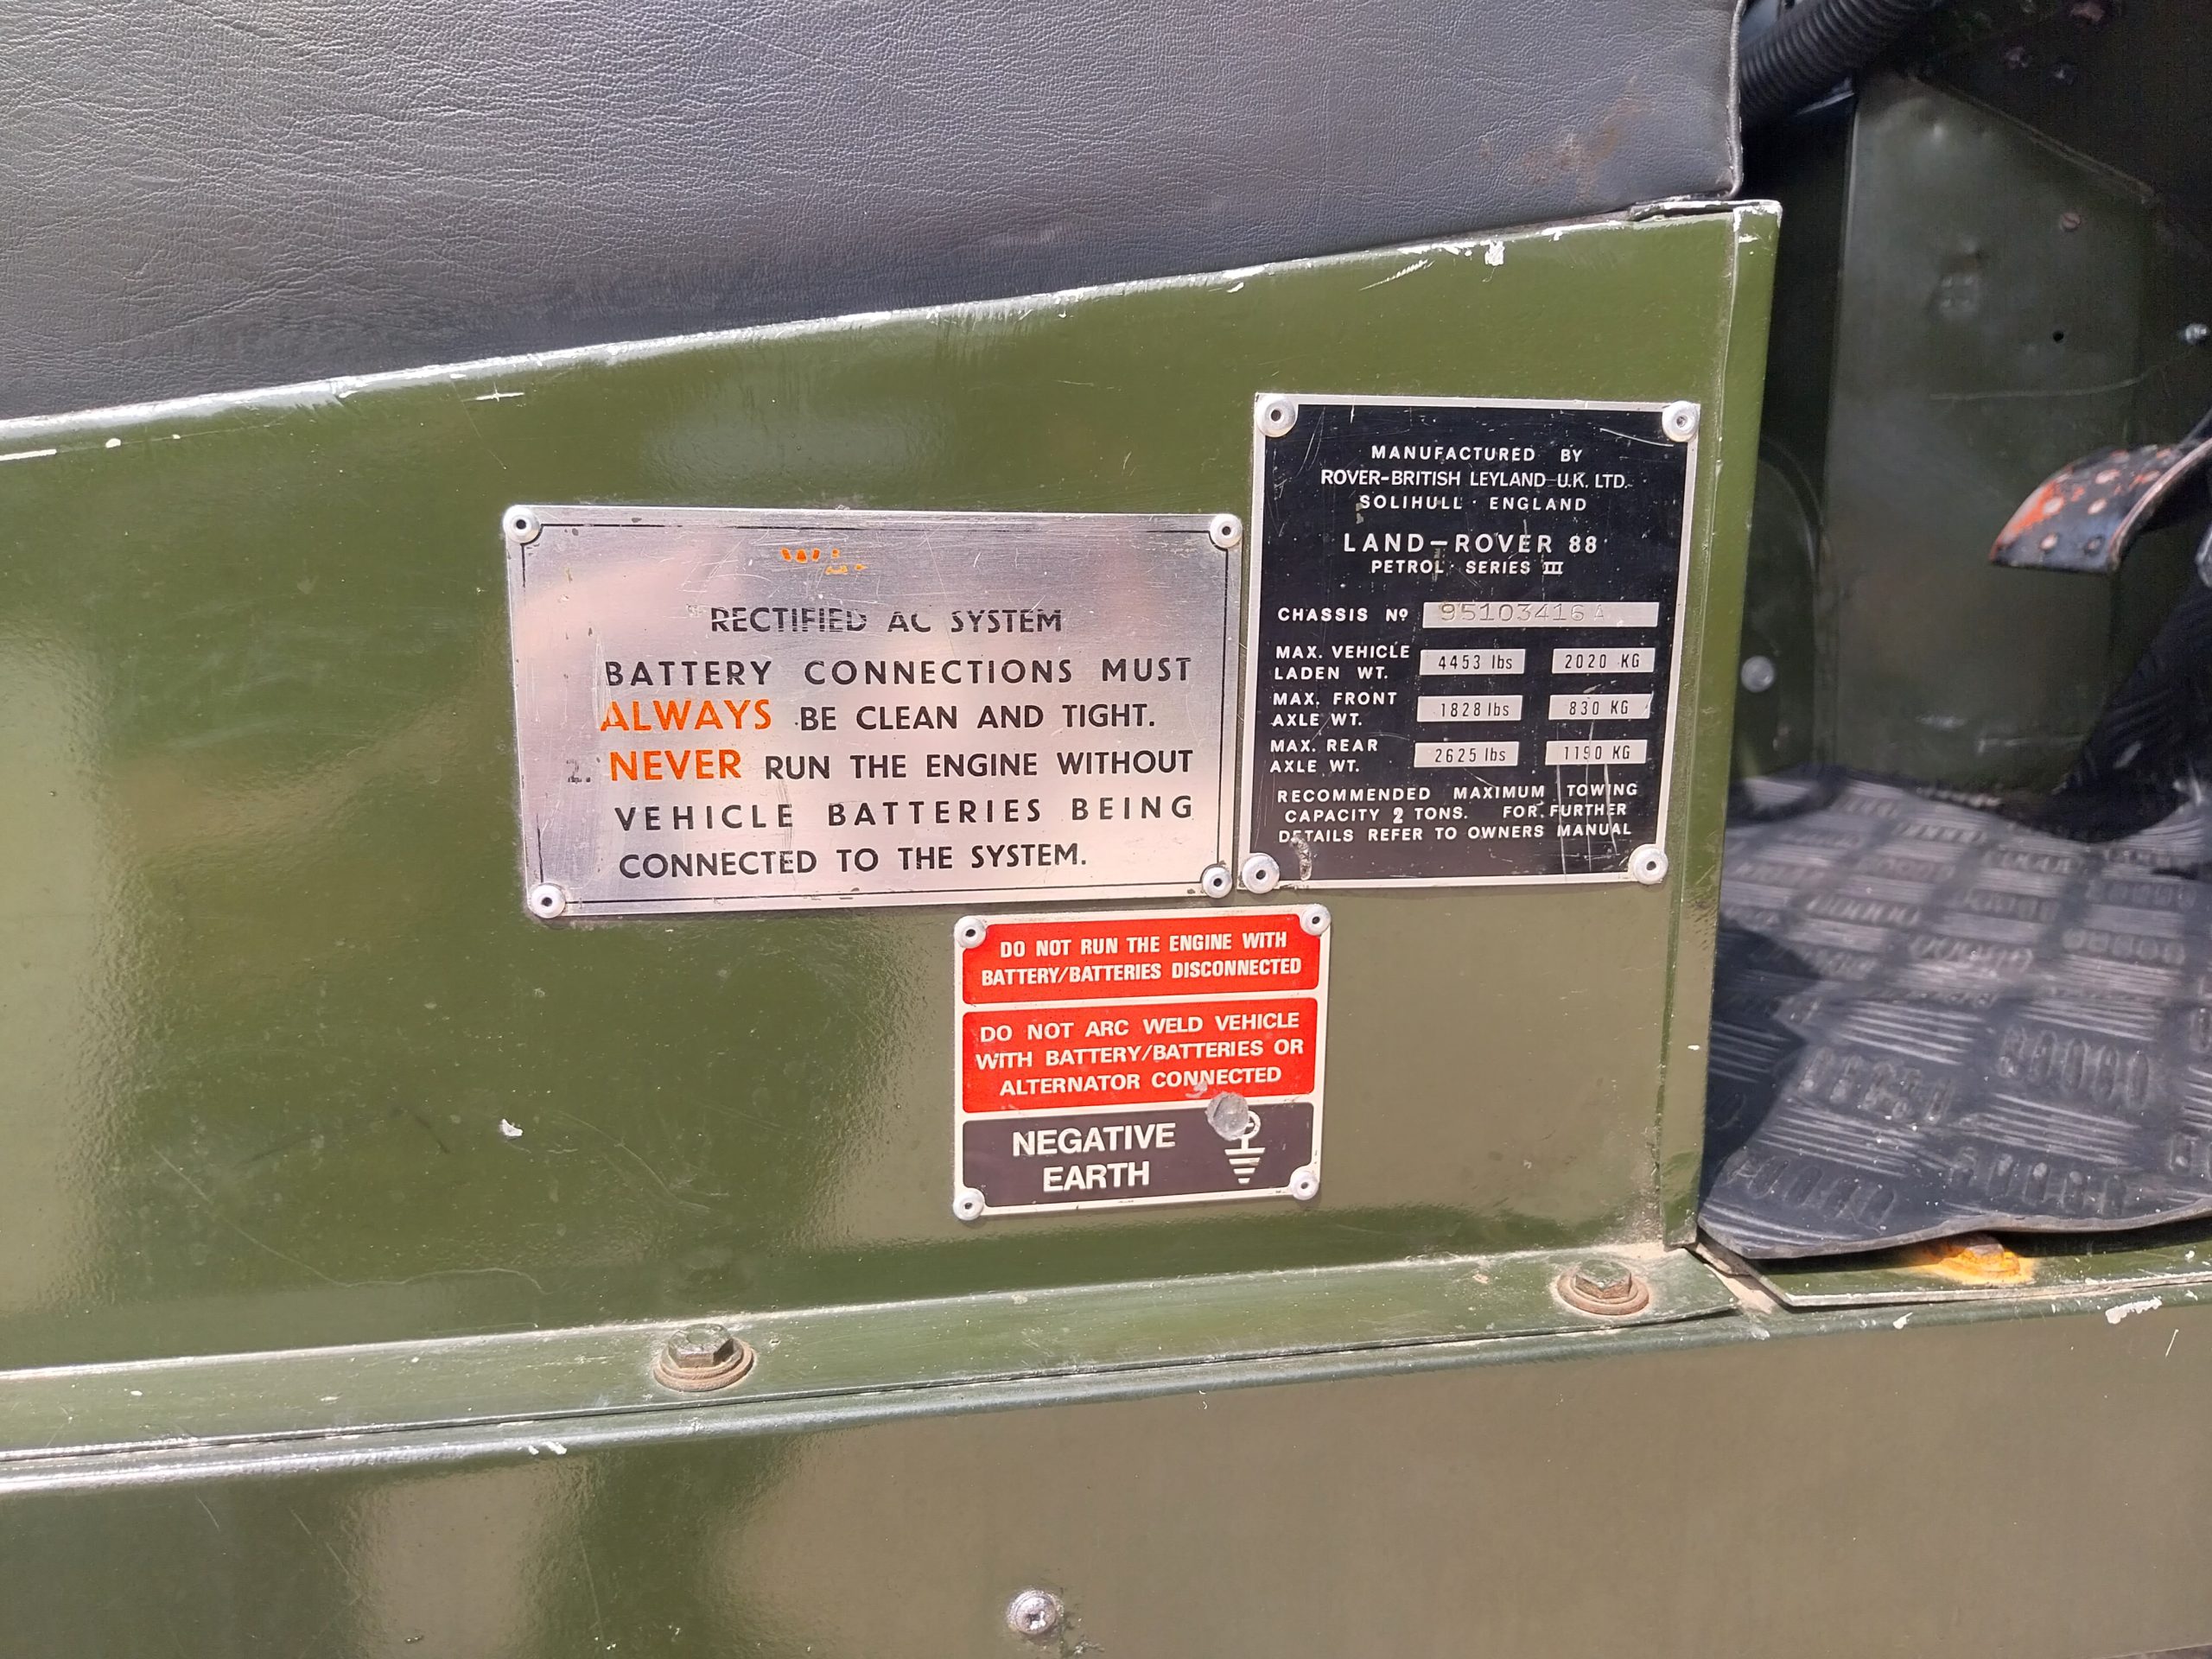 RECTIFIED AC SYSTEM
BATTERY CONNECTIONS MUST
ALWAYS BE CLEAN AND TIGHT.
2. NEVER RUN THE ENGINE WITHOUT
VEHICLE BATTERIES BEING
CONNECTED TO THE SYSTEM.
MANUFACTURED BY
ROVER-BRITISH LEYLAND U.K. LTD.
SOLIHULL · ENGLAND
LAND-ROVER 88
PETROL · SERIES III
CHASSIS Nº 95103416A
MAX. VEHICLE
LADEN WT. 4453 lbs 2020 KG
MAX. FRONT
AXLE WT. 1828 lbs 830 KG
MAX. REAR
AXLE WT. 2625 lbs 1190 KG
RECOMMENDED MAXIMUM TOWING
CAPACITY 2 TONS. FOR FURTHER
DETAILS REFER TO OWNERS MANUAL
DO NOT RUN THE ENGINE WITH
BATTERY/BATTERIES DISCONNECTED
DO NOT ARC WELD VEHICLE
WITH BATTERY/BATTERIES OR
ALTERNATOR CONNECTED
NEGATIVE
EARTH